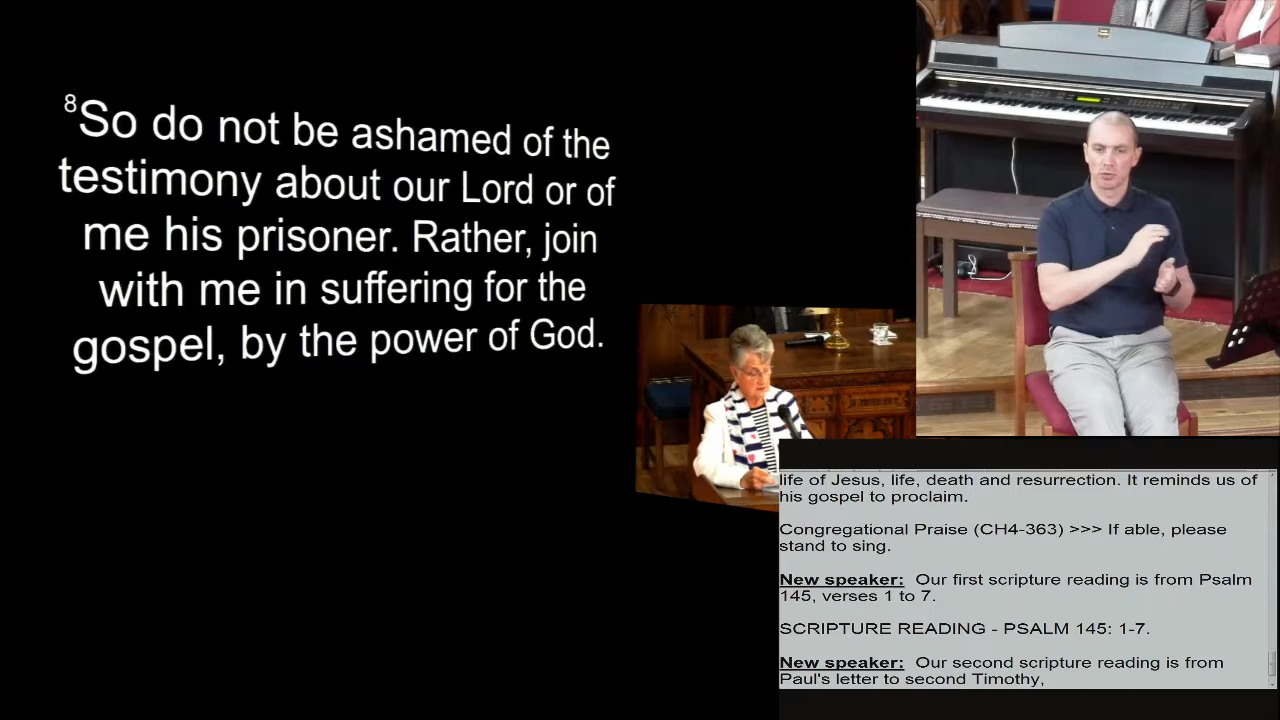 8So do not be ashamed of the
testimony about our Lord or of
me his prisoner. Rather, join
with me in suffering for the
gospel, by the power of God.
life of Jesus, life, death and resurrection. It reminds us of
his gospel to proclaim.
Congregational Praise (CH4-363) >>> If able, please
stand to sing.
New speaker: Our first scripture reading is from Psalm
145, verses 1 to 7.
SCRIPTURE READING - PSALM 145: 1-7.
New speaker: Our second scripture reading is from
Paul's letter to second Timothy,